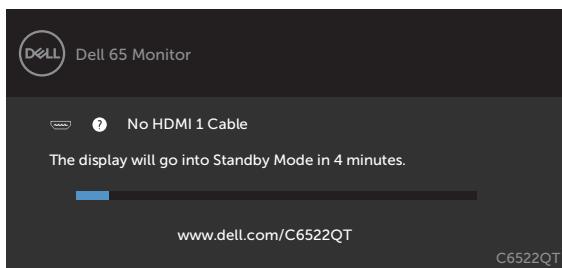 DELL
Dell 65 Monitor
? No HDMI 1 Cable
The display will go into Standby Mode in 4 minutes.
www.dell.com/C6522QT
C6522QT